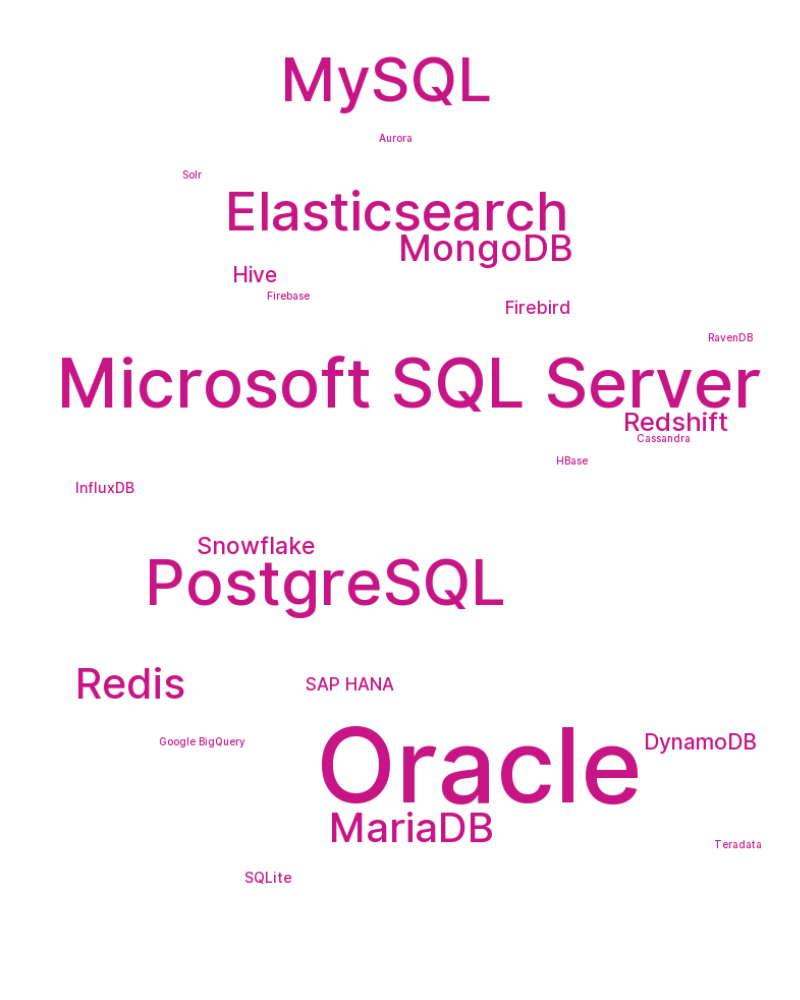 MySQL
Aurora
Solr
Elasticsearch
MongoDB
Hive
Firebase
Firebird
RavenDB
Microsoft SQL Server
Redshift
Cassandra
HBase
InfluxDB
Snowflake
PostgreSQL
Redis
SAP HANA
Google BigQuery
Oracle
DynamoDB
MariaDB
Teradata
SQLite